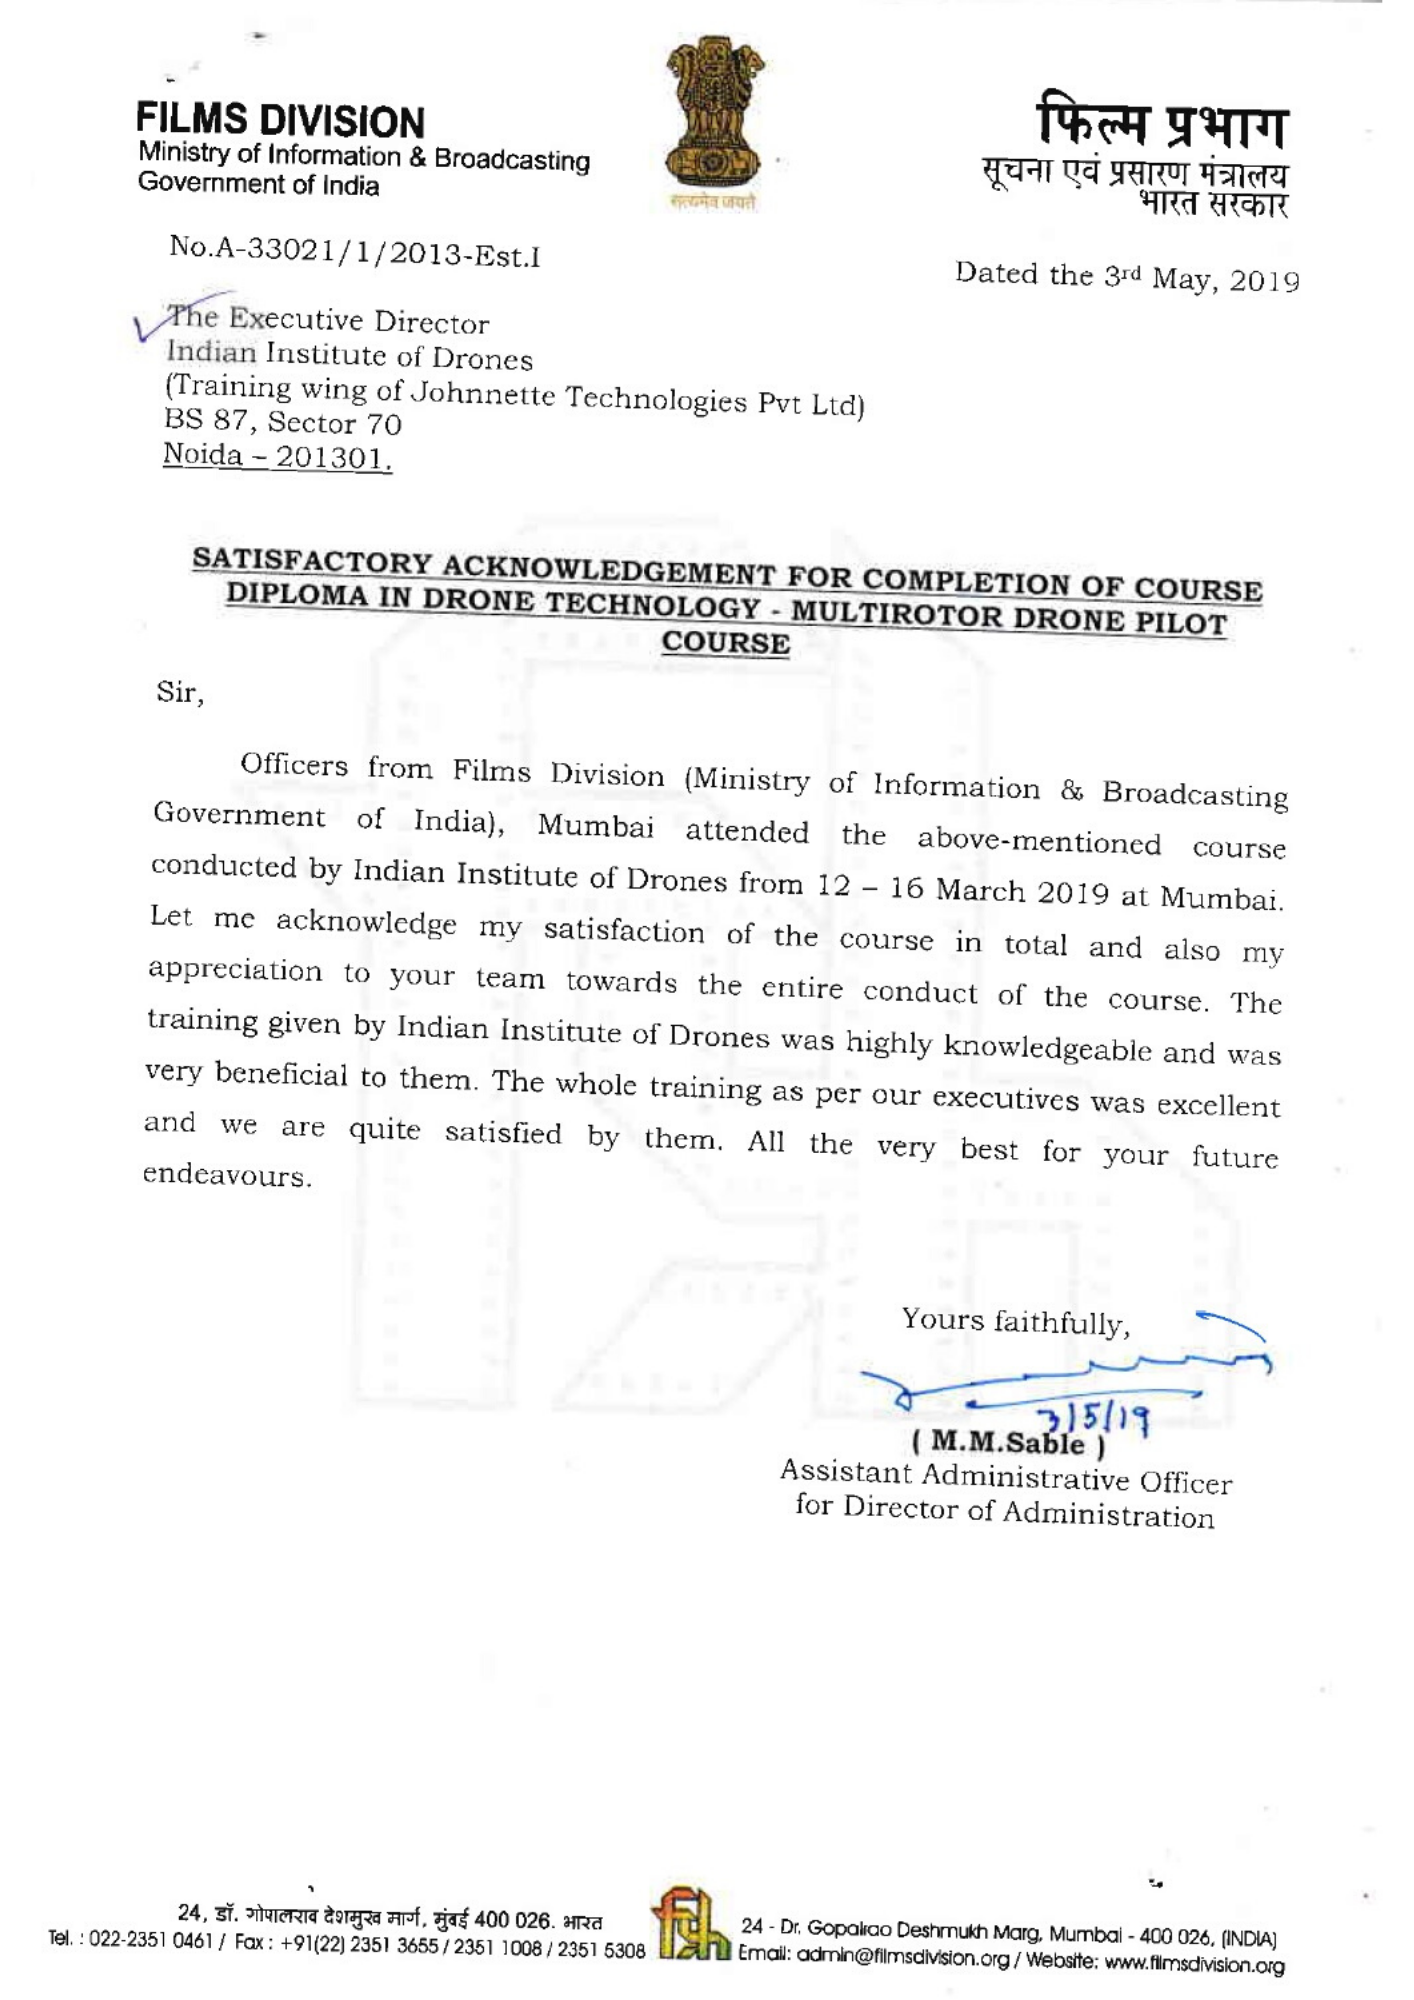 FILMS DIVISION
Ministry of Information & Broadcasting
Government of India
सत्यमेव जयते
फिल्म प्रभाग
सूचना एवं प्रसारण मंत्रालय
भारत सरकार
No.A-33021/1/2013-Est.I
Dated the 3rd May, 2019
The Executive Director
Indian Institute of Drones
(Training wing of Johnnette Technologies Pvt Ltd)
BS 87, Sector 70
Noida – 201301.
SATISFACTORY ACKNOWLEDGEMENT FOR COMPLETION OF COURSE
DIPLOMA IN DRONE TECHNOLOGY - MULTIROTOR DRONE PILOT
COURSE
Sir,
Officers from Films Division (Ministry of Information & Broadcasting
Government of India), Mumbai attended the above-mentioned course
conducted by Indian Institute of Drones from 12 – 16 March 2019 at Mumbai.
Let me acknowledge my satisfaction of the course in total and also my
appreciation to your team towards the entire conduct of the course. The
training given by Indian Institute of Drones was highly knowledgeable and was
very beneficial to them. The whole training as per our executives was excellent
and we are quite satisfied by them. All the very best for your future
endeavours.
Yours faithfully,
3/5/19
( M.M.Sable )
Assistant Administrative Officer
for Director of Administration
24, डॉ. गोपालराव देशमुख मार्ग, मुंबई 400 026. भारत
Tel. : 022-2351 0461 / Fax : +91(22) 2351 3655 / 2351 1008 / 2351 5308
24 - Dr. Gopalrao Deshmukh Marg, Mumbai - 400 026, (INDIA)
Email: admin@filmsdivision.org / Website: www.filmsdivision.org